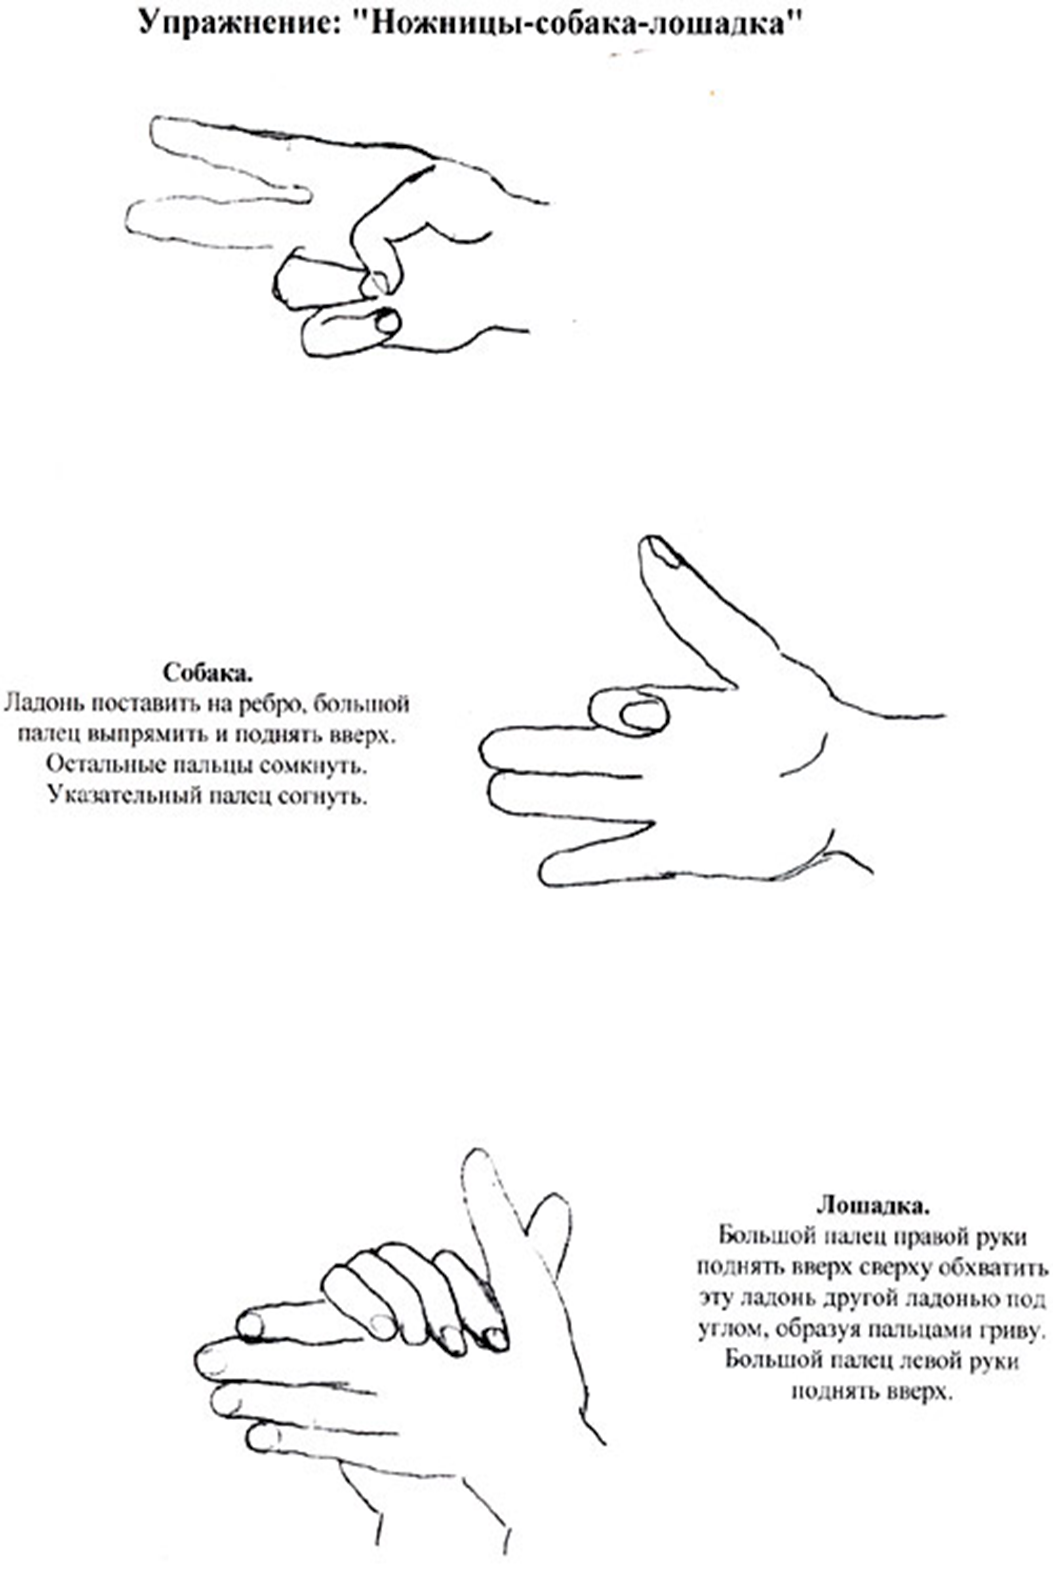 Упражнение: "Ножницы-собака-лошадка"
Собака.
Ладонь поставить на ребро, большой
палец выпрямить и поднять вверх.
Остальные пальцы сомкнуть.
Указательный палец согнуть.
Лошадка.
Большой палец правой руки
поднять вверх сверху обхватить
эту ладонь другой ладонью под
углом, образуя пальцами гриву.
Большой палец левой руки
поднять вверх.